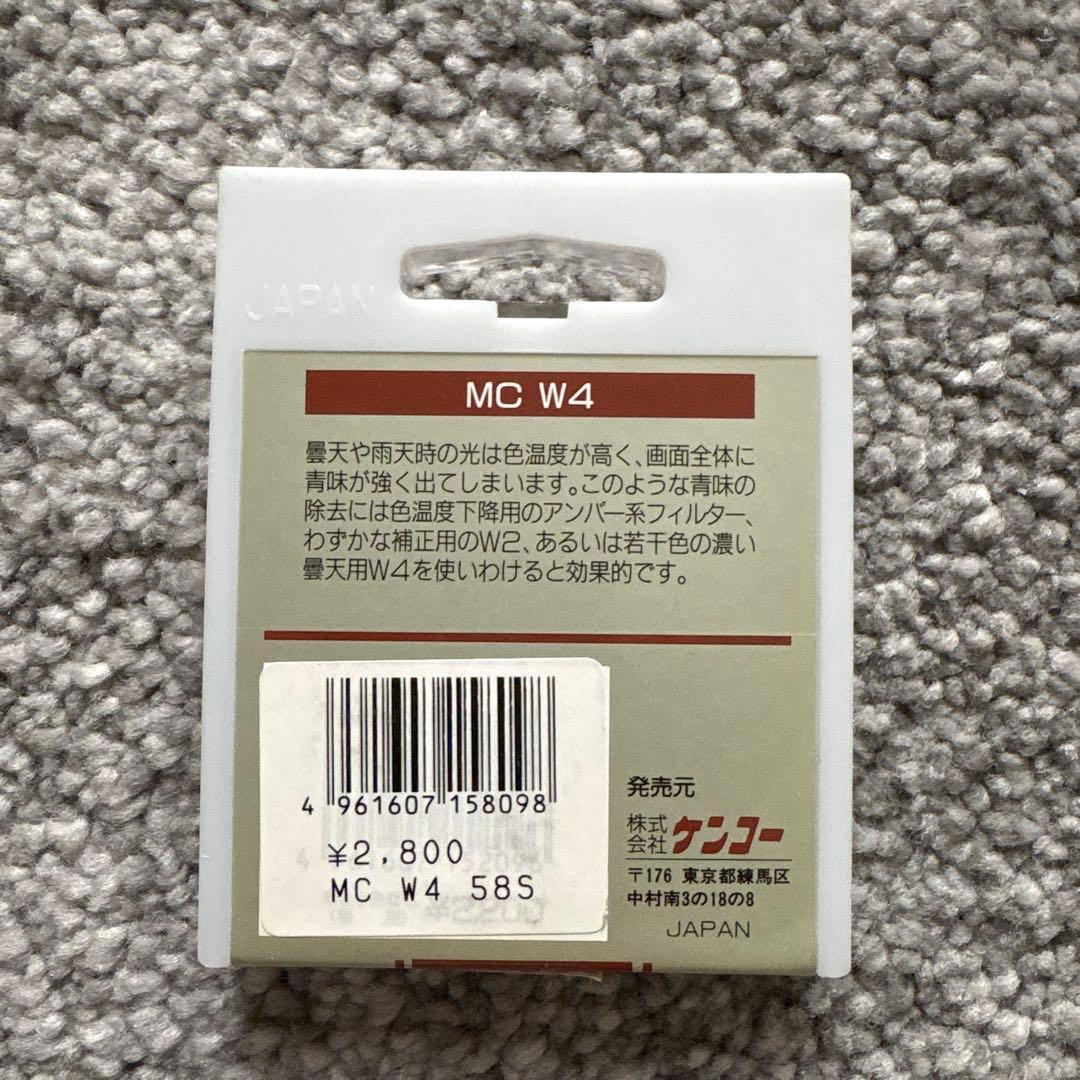 JAPAN
MC W4
曇天や雨天時の光は色温度が高く、画面全体に
青味が強く出てしまいます。このような青味の
除去には色温度下降用のアンバー系フィルター、
わずかな補正用のW2、あるいは若干色の濃い
曇天用W4を使いわけると効果的です。
4 961607 158098
¥2,800
MC W4 58S
発売元
株式会社 ケンコー
〒176 東京都練馬区
中村南3の18の8
JAPAN